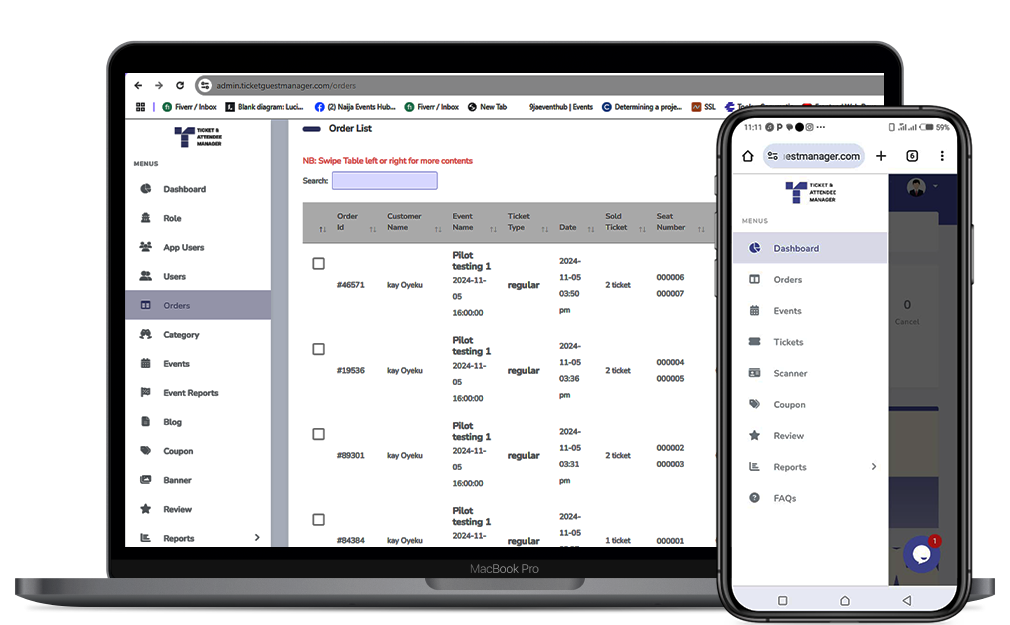 admin.ticketguestmanager.com/orders
Fiverr / Inbox
Blank diagram: Luci...
(2) Naija Events Hub...
Fiverr / Inbox
New Tab
9jaeventhub | Events
Determining a proje...
SSL
TICKET &
ATTENDEE
MANAGER
MENUS
Dashboard
Role
App Users
Users
Orders
Category
Events
Event Reports
Blog
Coupon
Banner
Review
Reports
Order List
NB: Swipe Table left or right for more contents
Search:
Order Id
Customer Name
Event Name
Ticket Type
Date
Sold Ticket
Seat Number
#46571 kay Oyeku
Pilot testing 1
2024-11-05
16:00:00
regular
2024-11-05
03:50 pm
2 ticket
000006
000007
#19536 kay Oyeku
Pilot testing 1
2024-11-05
16:00:00
regular
2024-11-05
03:36 pm
2 ticket
000004
000005
#89301 kay Oyeku
Pilot testing 1
2024-11-05
16:00:00
regular
2024-11-05
03:31 pm
2 ticket
000002
000003
#84384 kay Oyeku
Pilot testing 1
2024-11-
regular
2024-
11-05
1 ticket
000001
MacBook Pro
11:11
59%
estmanager.com
6
TICKET &
ATTENDEE
MANAGER
MENUS
Dashboard
Orders
Events
Tickets
Scanner
Coupon
Review
Reports
FAQs
0
Cancel
1